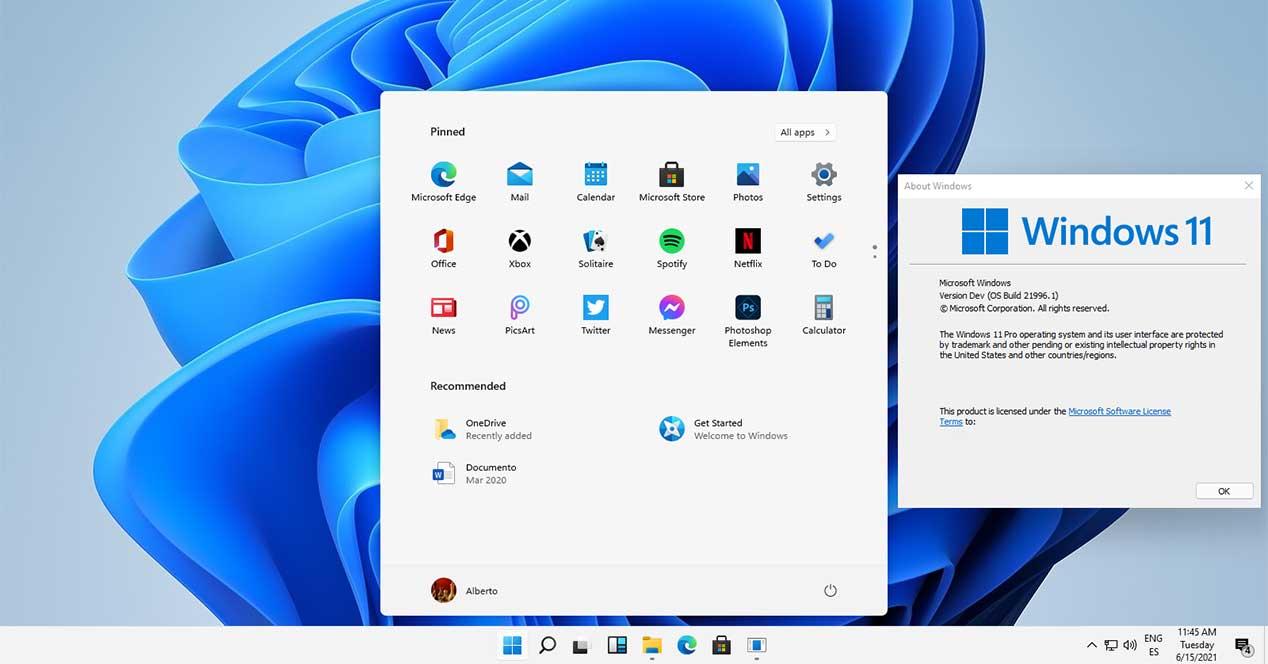 Pinned
All apps >
Microsoft Edge
Mail
Calendar
Microsoft Store
Photos
Settings
Office
Xbox
Solitaire
Spotify
Netflix
To Do
News
PicsArt
Twitter
Messenger
Ps
Photoshop
Elements
Calculator
Recommended
OneDrive
Recently added
Get Started
Welcome to Windows
W
Documento
Mar 2020
Alberto
About Windows
Windows 11
Microsoft Windows
Version Dev (OS Build 21996.1)
© Microsoft Corporation. All rights reserved.
The Windows 11 Pro operating system and its user interface are protected
by trademark and other pending or existing intellectual property rights in
the United States and other countries/regions.
This product is licensed under the Microsoft Software License
Terms to:
OK
ENG
ES
11:45 AM
Tuesday
6/15/2021
4